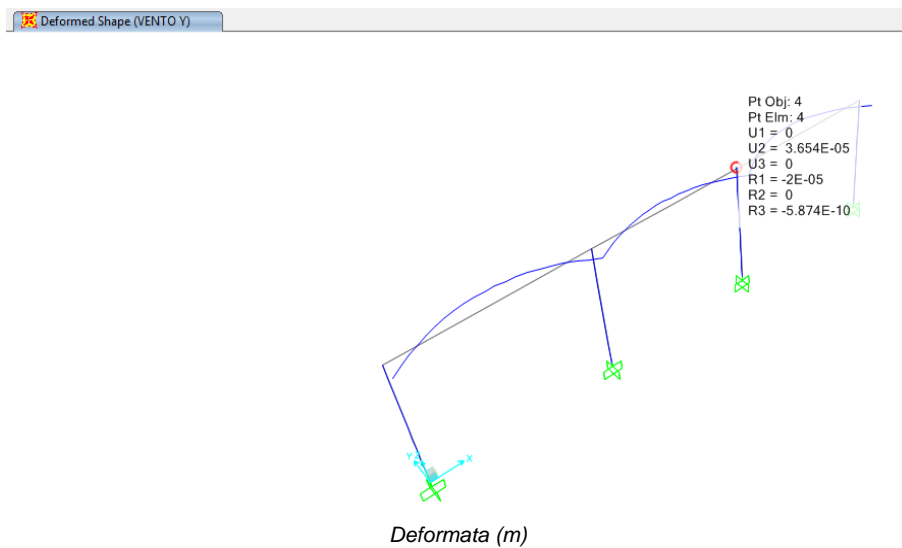 Deformed Shape (VENTO Y)
Pt Obj: 4
Pt Elm: 4
U1 = 0
U2 = 3.654E-05
U3 = 0
R1 = -2E-05
R2 = 0
R3 = -5.874E-10
Y Z X
Deformata (m)